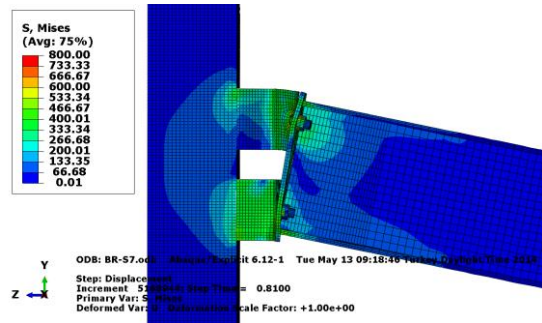 S, Mises
(Avg: 75%)
800.00
733.33
666.67
600.00
533.34
466.67
400.01
333.34
266.68
200.01
133.35
66.68
0.01
ODB: BR-S7.odb Abaqus/Explicit 6.12-1 Tue May 13 09:18:46 Turkey Daylight Time
Step: Displacement
Increment Step Time = 0.8100
Primary Var: S, Mises
Deformed Var: U Deformation Scale Factor: +1.00e+00
Y
Z
X